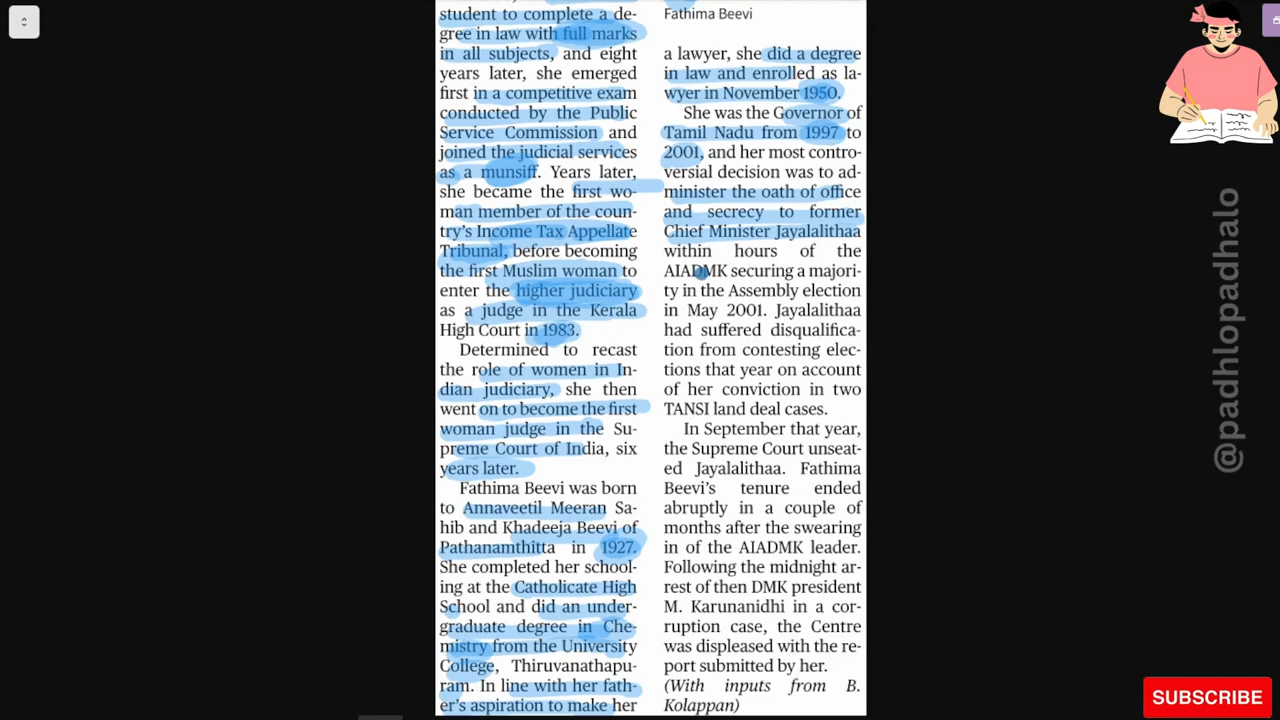 student to complete a de-
gree in law with full marks
in all subjects, and eight
years later, she emerged
first in a competitive exam
conducted by the Public
Service Commission and
joined the judicial services
as a munsiff. Years later,
she became the first wo-
man member of the coun-
try's Income Tax Appellate
Tribunal, before becoming
the first Muslim woman to
enter the higher judiciary
as a judge in the Kerala
High Court in 1983.
Determined to recast
the role of women in In-
dian judiciary, she then
went on to become the first
woman judge in the Su-
preme Court of India, six
years later.
Fathima Beevi was born
to Annaveetil Meeran Sa-
hib and Khadeeja Beevi of
Pathanamthitta in 1927.
She completed her school-
ing at the Catholicate High
School and did an under-
graduate degree in Che-
mistry from the University
College, Thiruvanathapu-
ram. In line with her fath-
er's aspiration to make her
Fathima Beevi
a lawyer, she did a degree
in law and enrolled as la-
wyer in November 1950.
She was the Governor of
Tamil Nadu from 1997 to
2001, and her most contro-
versial decision was to ad-
minister the oath of office
and secrecy to former
Chief Minister Jayalalithaa
within hours of the
AIADMK securing a majori-
ty in the Assembly election
in May 2001. Jayalalithaa
had suffered disqualifica-
tion from contesting elec-
tions that year on account
of her conviction in two
TANSI land deal cases.
In September that year,
the Supreme Court unseat-
ed Jayalalithaa. Fathima
Beevi's tenure ended
abruptly in a couple of
months after the swearing
in of the AIADMK leader.
Following the midnight ar-
rest of then DMK president
M. Karunanidhi in a cor-
ruption case, the Centre
was displeased with the re-
port submitted by her.
(With inputs from B.
Kolappan)
@padhlopadhalo
SUBSCRIBE